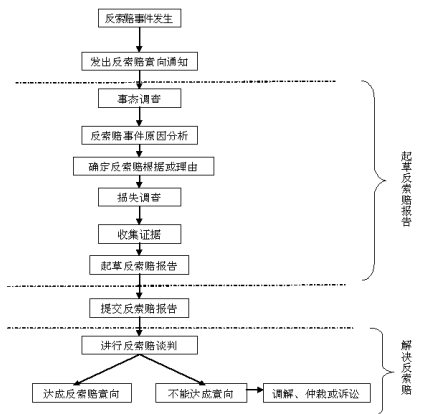 反索赔事件发生
发出反索赔意向通知
事态调查
反索赔事件原因分析
确定反索赔根据或理由
损失调查
收集证据
起草反索赔报告
起草反索赔报告
提交反索赔报告
进行反索赔谈判
达成反索赔意向
不能达成意向
调解、仲裁或诉讼
解决反索赔